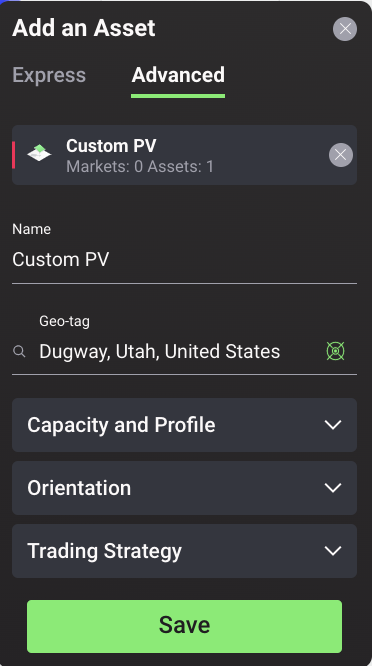 Add an Asset
Express
Advanced
Custom PV
Markets: 0 Assets: 1
Name
Custom PV
Geo-tag
Dugway, Utah, United States
Capacity and Profile
Orientation
Trading Strategy
Save